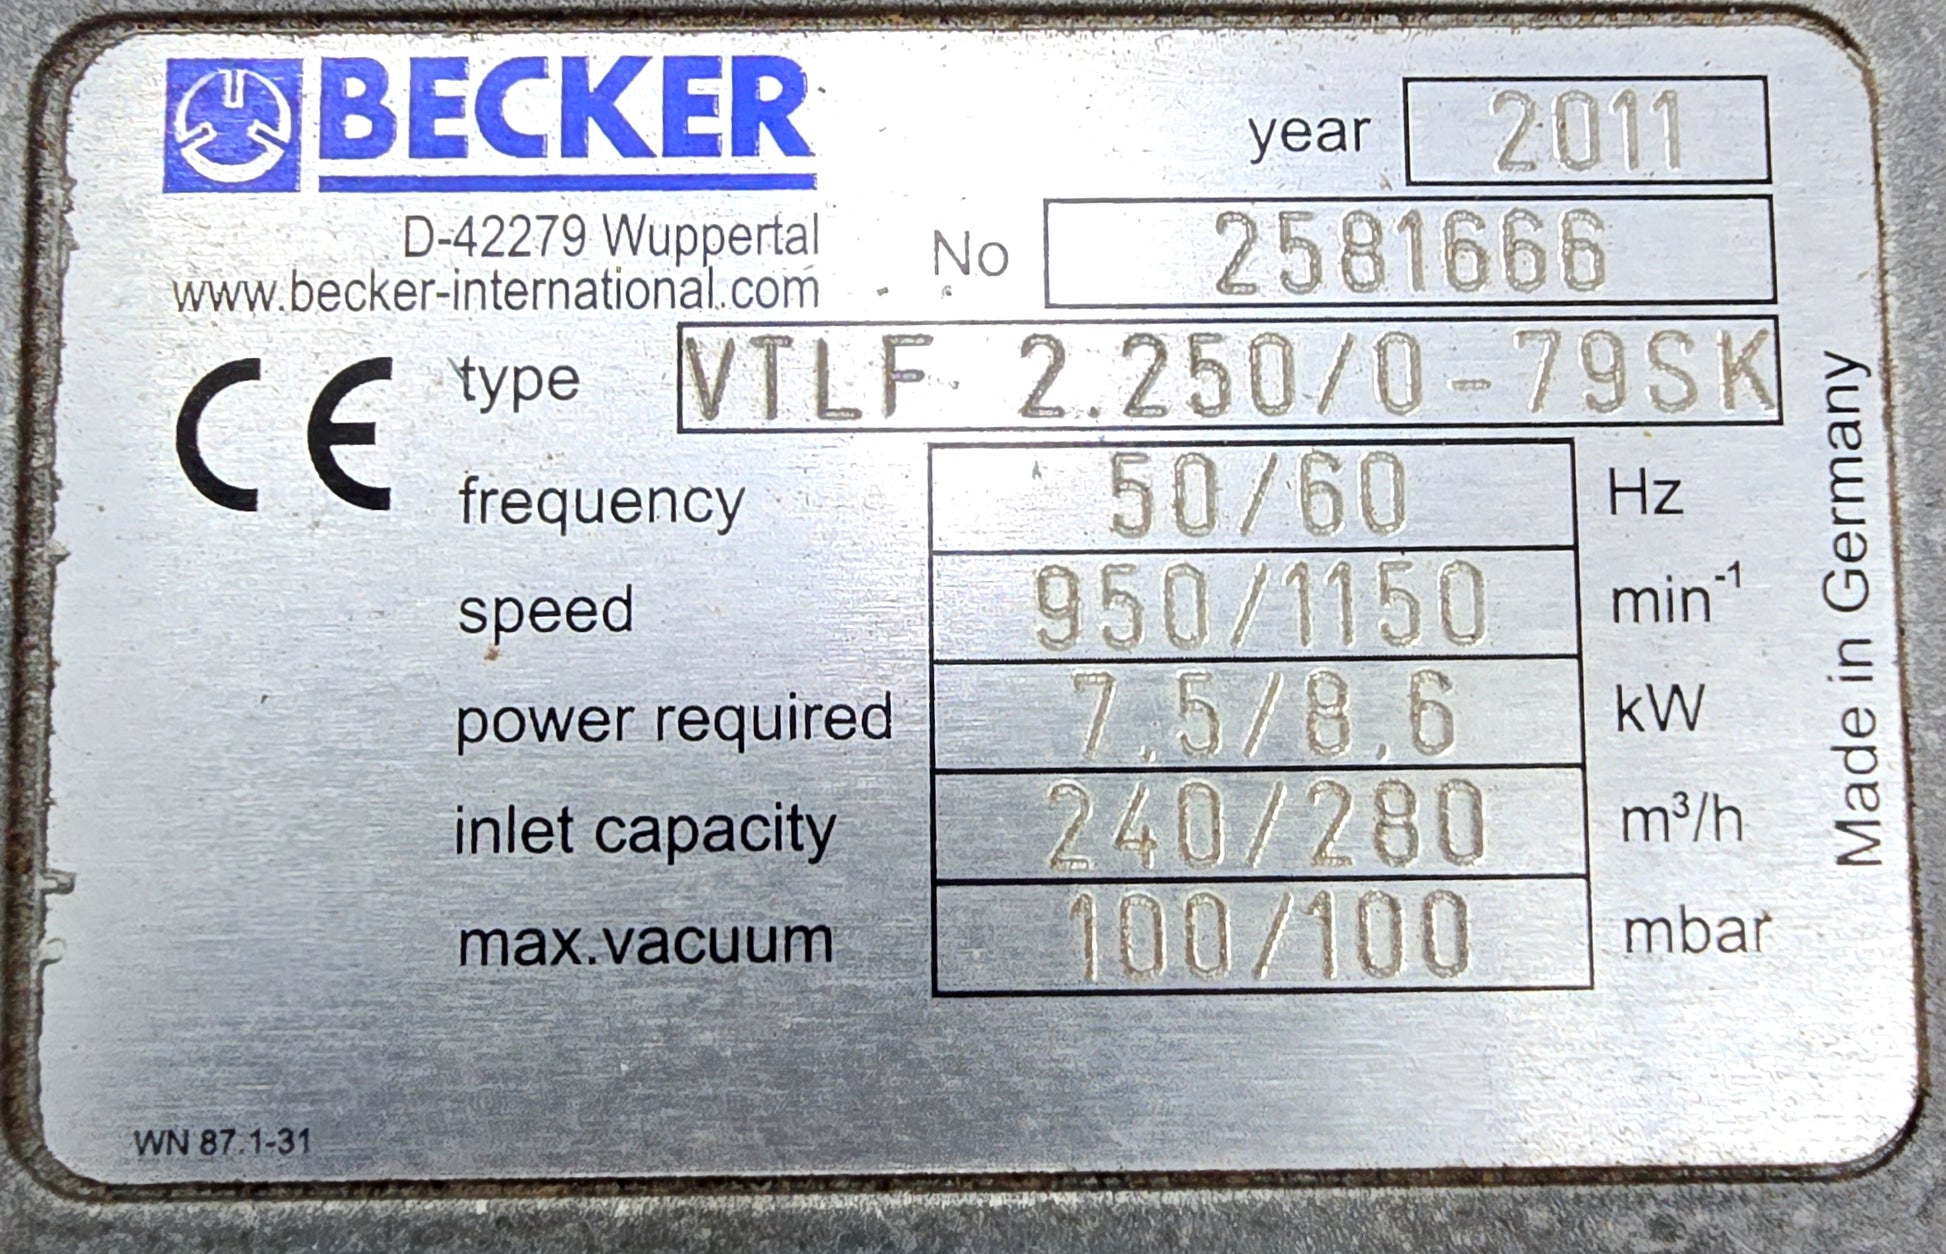 BECKER
D-42279 Wuppertal
www.becker-international.com
year 2011
No 2581666
CE type VTLF 2.250/0-79SK
frequency 50/60 Hz
speed 950/1150 min⁻¹
power required 7,5/8,6 kW
inlet capacity 240/280 m³/h
max.vacuum 100/100 mbar
Made in Germany
WN 87.1-31